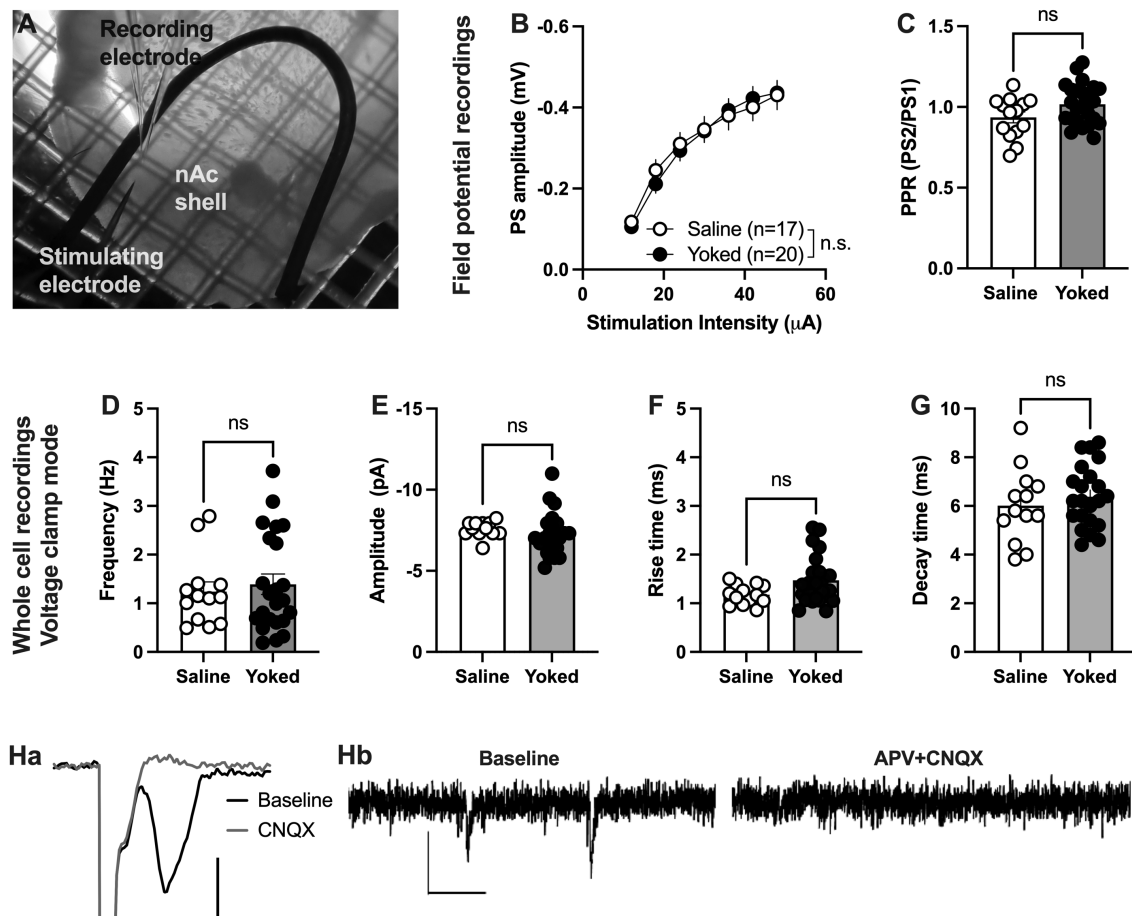 A
Recording
electrode
nAc
shell
Stimulating
electrode
Field potential recordings
B
PS amplitude (mV)
-0.6
-0.4
-0.2
0.0
0
20
40
60
Stimulation Intensity (μA)
Saline (n=17)
Yoked (n=20)
n.s.
C
ns
PPR (PS2/PS1)
1.5
1.0
0.5
0.0
Saline
Yoked
Whole cell recordings
Voltage clamp mode
D
ns
Frequency (Hz)
5
4
3
2
1
0
Saline
Yoked
E
ns
Amplitude (pA)
-15
-10
-5
0
Saline
Yoked
F
ns
Rise time (ms)
5
4
3
2
1
0
Saline
Yoked
G
ns
Decay time (ms)
10
8
6
4
2
0
Saline
Yoked
Ha
Baseline
CNQX
Hb
Baseline
APV+CNQX